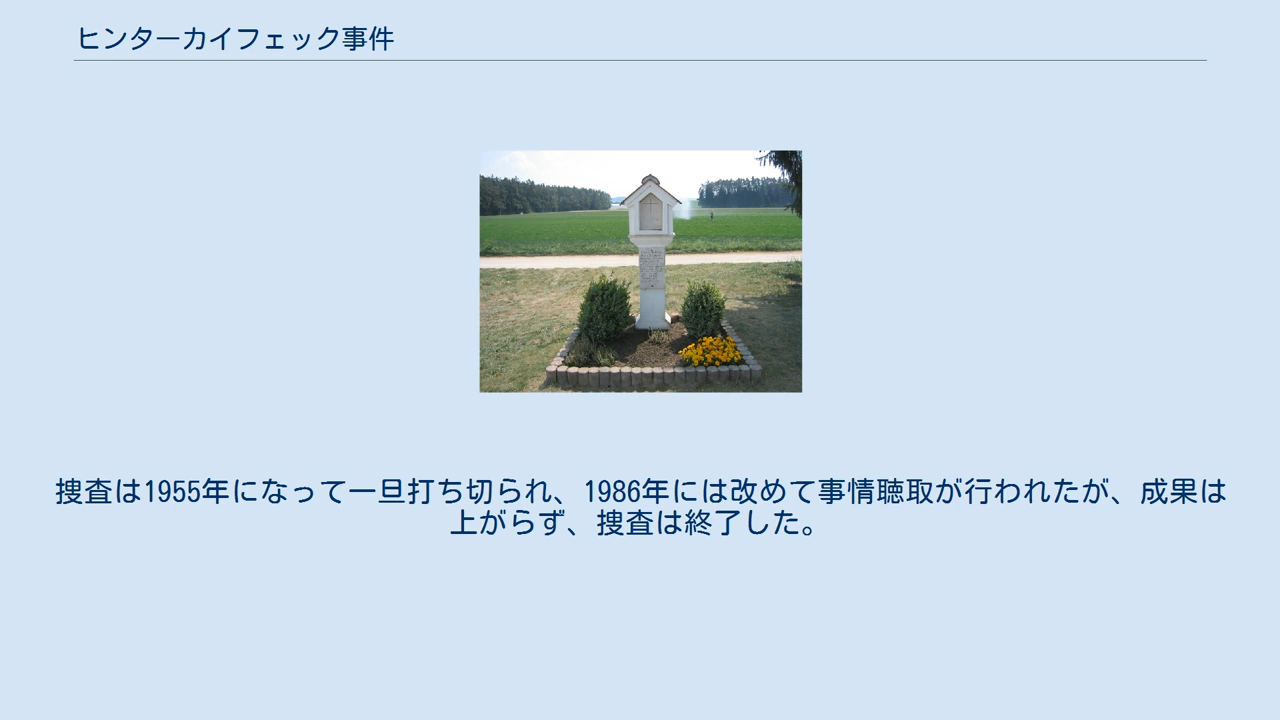 ヒンターカイフェック事件
捜査は1955年になって一旦打ち切られ、1986年には改めて事情聴取が行われたが、成果は
上がらず、捜査は終了した。